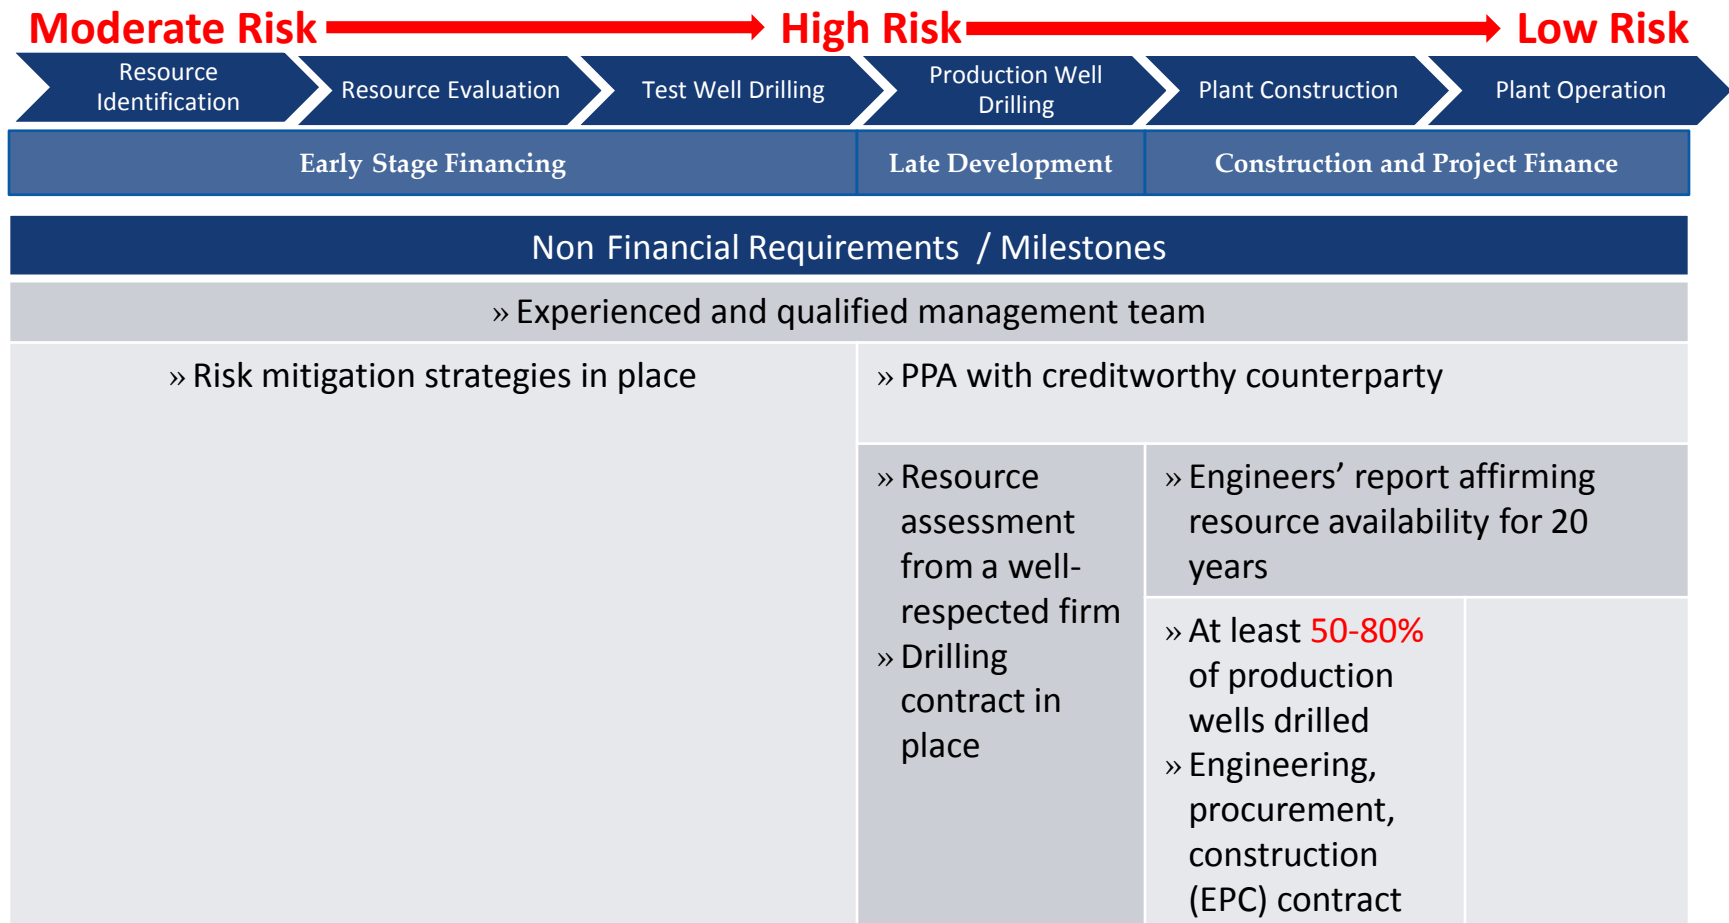 Moderate Risk High Risk Low Risk
Resource
Identification
Resource Evaluation
Test Well Drilling
Production Well
Drilling
Plant Construction
Plant Operation
Early Stage Financing
Late Development
Construction and Project Finance
Non Financial Requirements / Milestones
» Experienced and qualified management team
» Risk mitigation strategies in place
» PPA with creditworthy counterparty
» Resource
assessment
from a well-
respected firm
» Drilling
contract in
place
» Engineers’ report affirming
resource availability for 20
years
» At least 50-80%
of production
wells drilled
» Engineering,
procurement,
construction
(EPC) contract